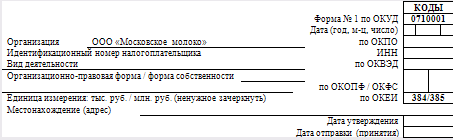 КОДЫ
Форма № 1 по ОКУД 0710001
Дата (год, м-ц, число)
Организация ООО «Московское молоко» по ОКПО
Идентификационный номер налогоплательщика ИНН
Вид деятельности по ОКВЭД
Организационно-правовая форма / форма собственности
по ОКОПФ / ОКФС
Единица измерения: тыс. руб. / млн. руб. (ненужное зачеркнуть) по ОКЕИ 384/385
Местонахождение (адрес)
Дата утверждения
Дата отправки (принятия)